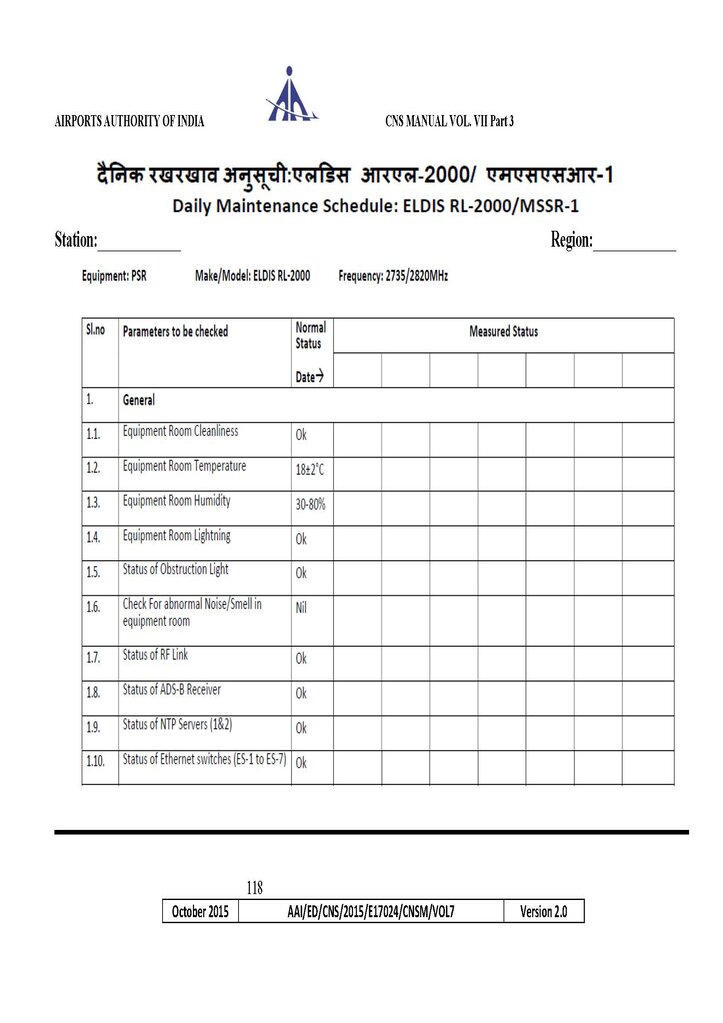 AIRPORTS AUTHORITY OF INDIA CNS MANUAL VOL. VII Part 3
दैनिक रखरखाव अनुसूची:एलडिस आरएल-2000/ एमएसएसआर-1
Daily Maintenance Schedule: ELDIS RL-2000/MSSR-1
Station:____________ Region:____________
Equipment: PSR Make/Model: ELDIS RL-2000 Frequency: 2735/2820MHz
Sl.no Parameters to be checked Normal Status Date→ Measured Status
1. General
1.1. Equipment Room Cleanliness Ok
1.2. Equipment Room Temperature 18±2°C
1.3. Equipment Room Humidity 30-80%
1.4. Equipment Room Lightning Ok
1.5. Status of Obstruction Light Ok
1.6. Check For abnormal Noise/Smell in equipment room Nil
1.7. Status of RF Link Ok
1.8. Status of ADS-B Receiver Ok
1.9. Status of NTP Servers (1&2) Ok
1.10. Status of Ethernet switches (ES-1 to ES-7) Ok
118
October 2015 AAI/ED/CNS/2015/E17024/CNSM/VOL7 Version 2.0